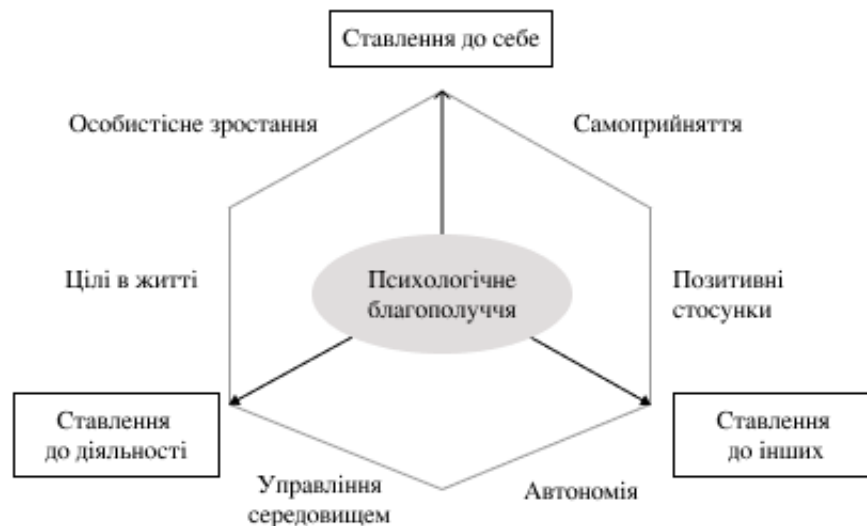 Ставлення до себе
Особистісне зростання
Самоприйняття
Цілі в житті
Психологічне
благополуччя
Позитивні
стосунки
Ставлення
до діяльності
Ставлення
до інших
Управління
середовищем
Автономія